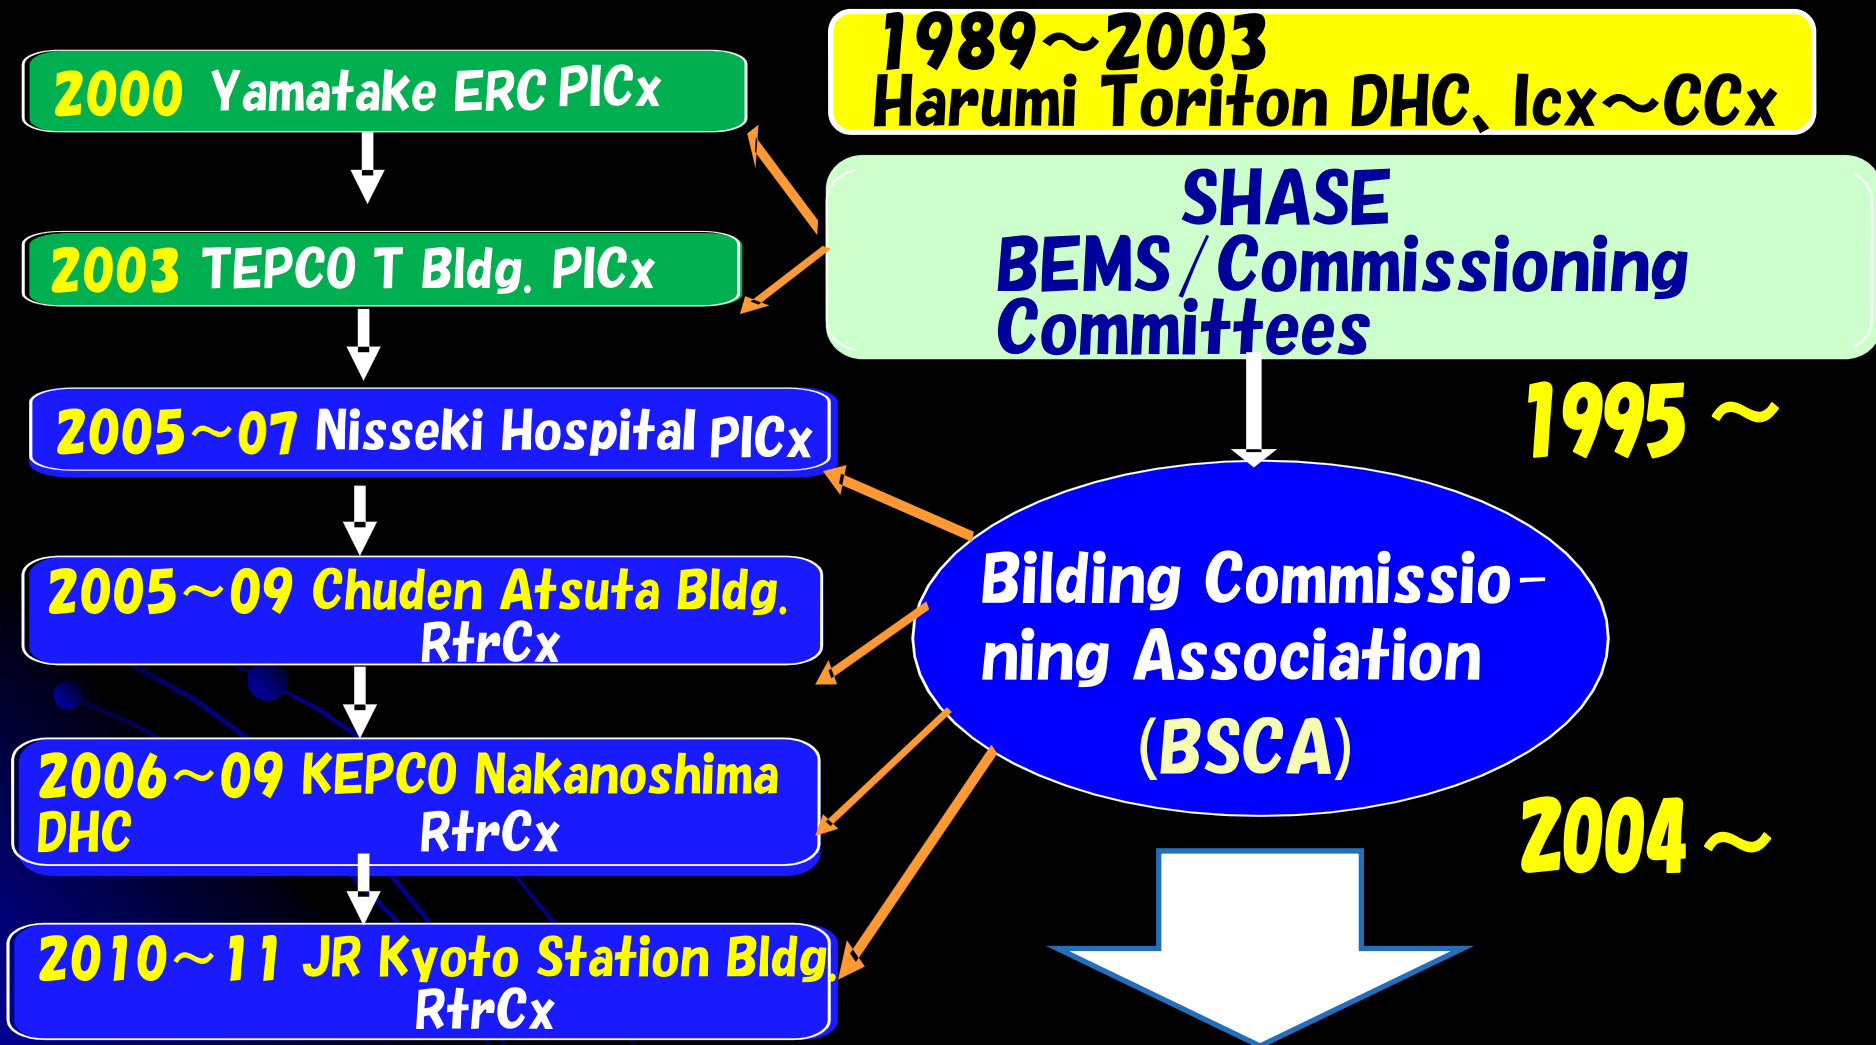 1989～2003
Harumi Toriton DHC、Icx～CCx
2000 Yamatake ERC PICx
SHASE
BEMS／Commissioning
Committees
2003 TEPCO T Bldg. PICx
1995 ～
2005～07 Nisseki Hospital PICx
2005～09 Chuden Atsuta Bldg.
RtrCx
Bilding Commissio-
ning Association
(BSCA)
2006～09 KEPCO Nakanoshima
DHC RtrCx
2004 ～
2010～11 JR Kyoto Station Bldg.
RtrCx